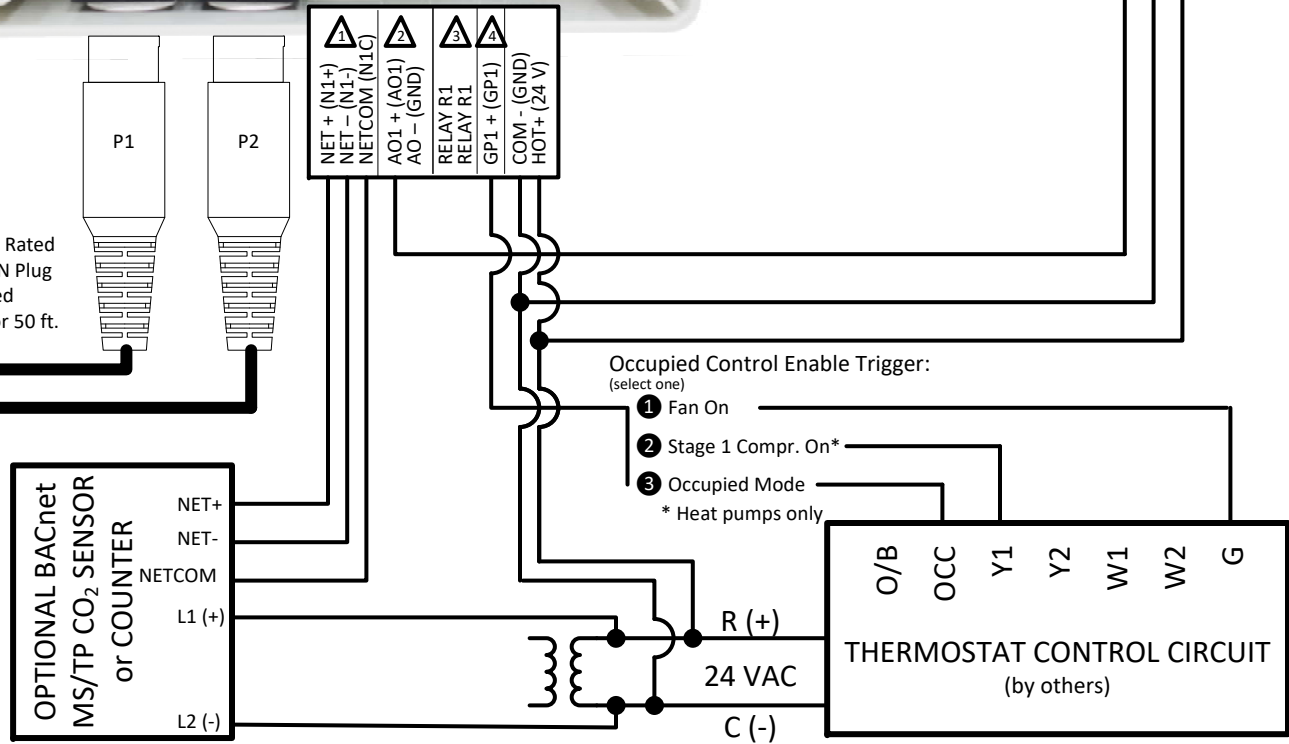 1
2
3
4
NET + (N1+)
NET – (N1-)
NETCOM (N1C)
AO1 + (AO1)
AO – (GND)
RELAY R1
RELAY R1
GP1 + (GP1)
COM - (GND)
HOT+ (24 V)
P1
P2
Rated
N Plug
ed
or 50 ft.
Occupied Control Enable Trigger:
(select one)
1 Fan On
2 Stage 1 Compr. On*
3 Occupied Mode
* Heat pumps only
OPTIONAL BACnet
MS/TP CO₂ SENSOR
or COUNTER
NET+
NET-
NETCOM
L1 (+)
L2 (-)
R (+)
24 VAC
C (-)
O/B
OCC
Y1
Y2
W1
W2
G
THERMOSTAT CONTROL CIRCUIT
(by others)